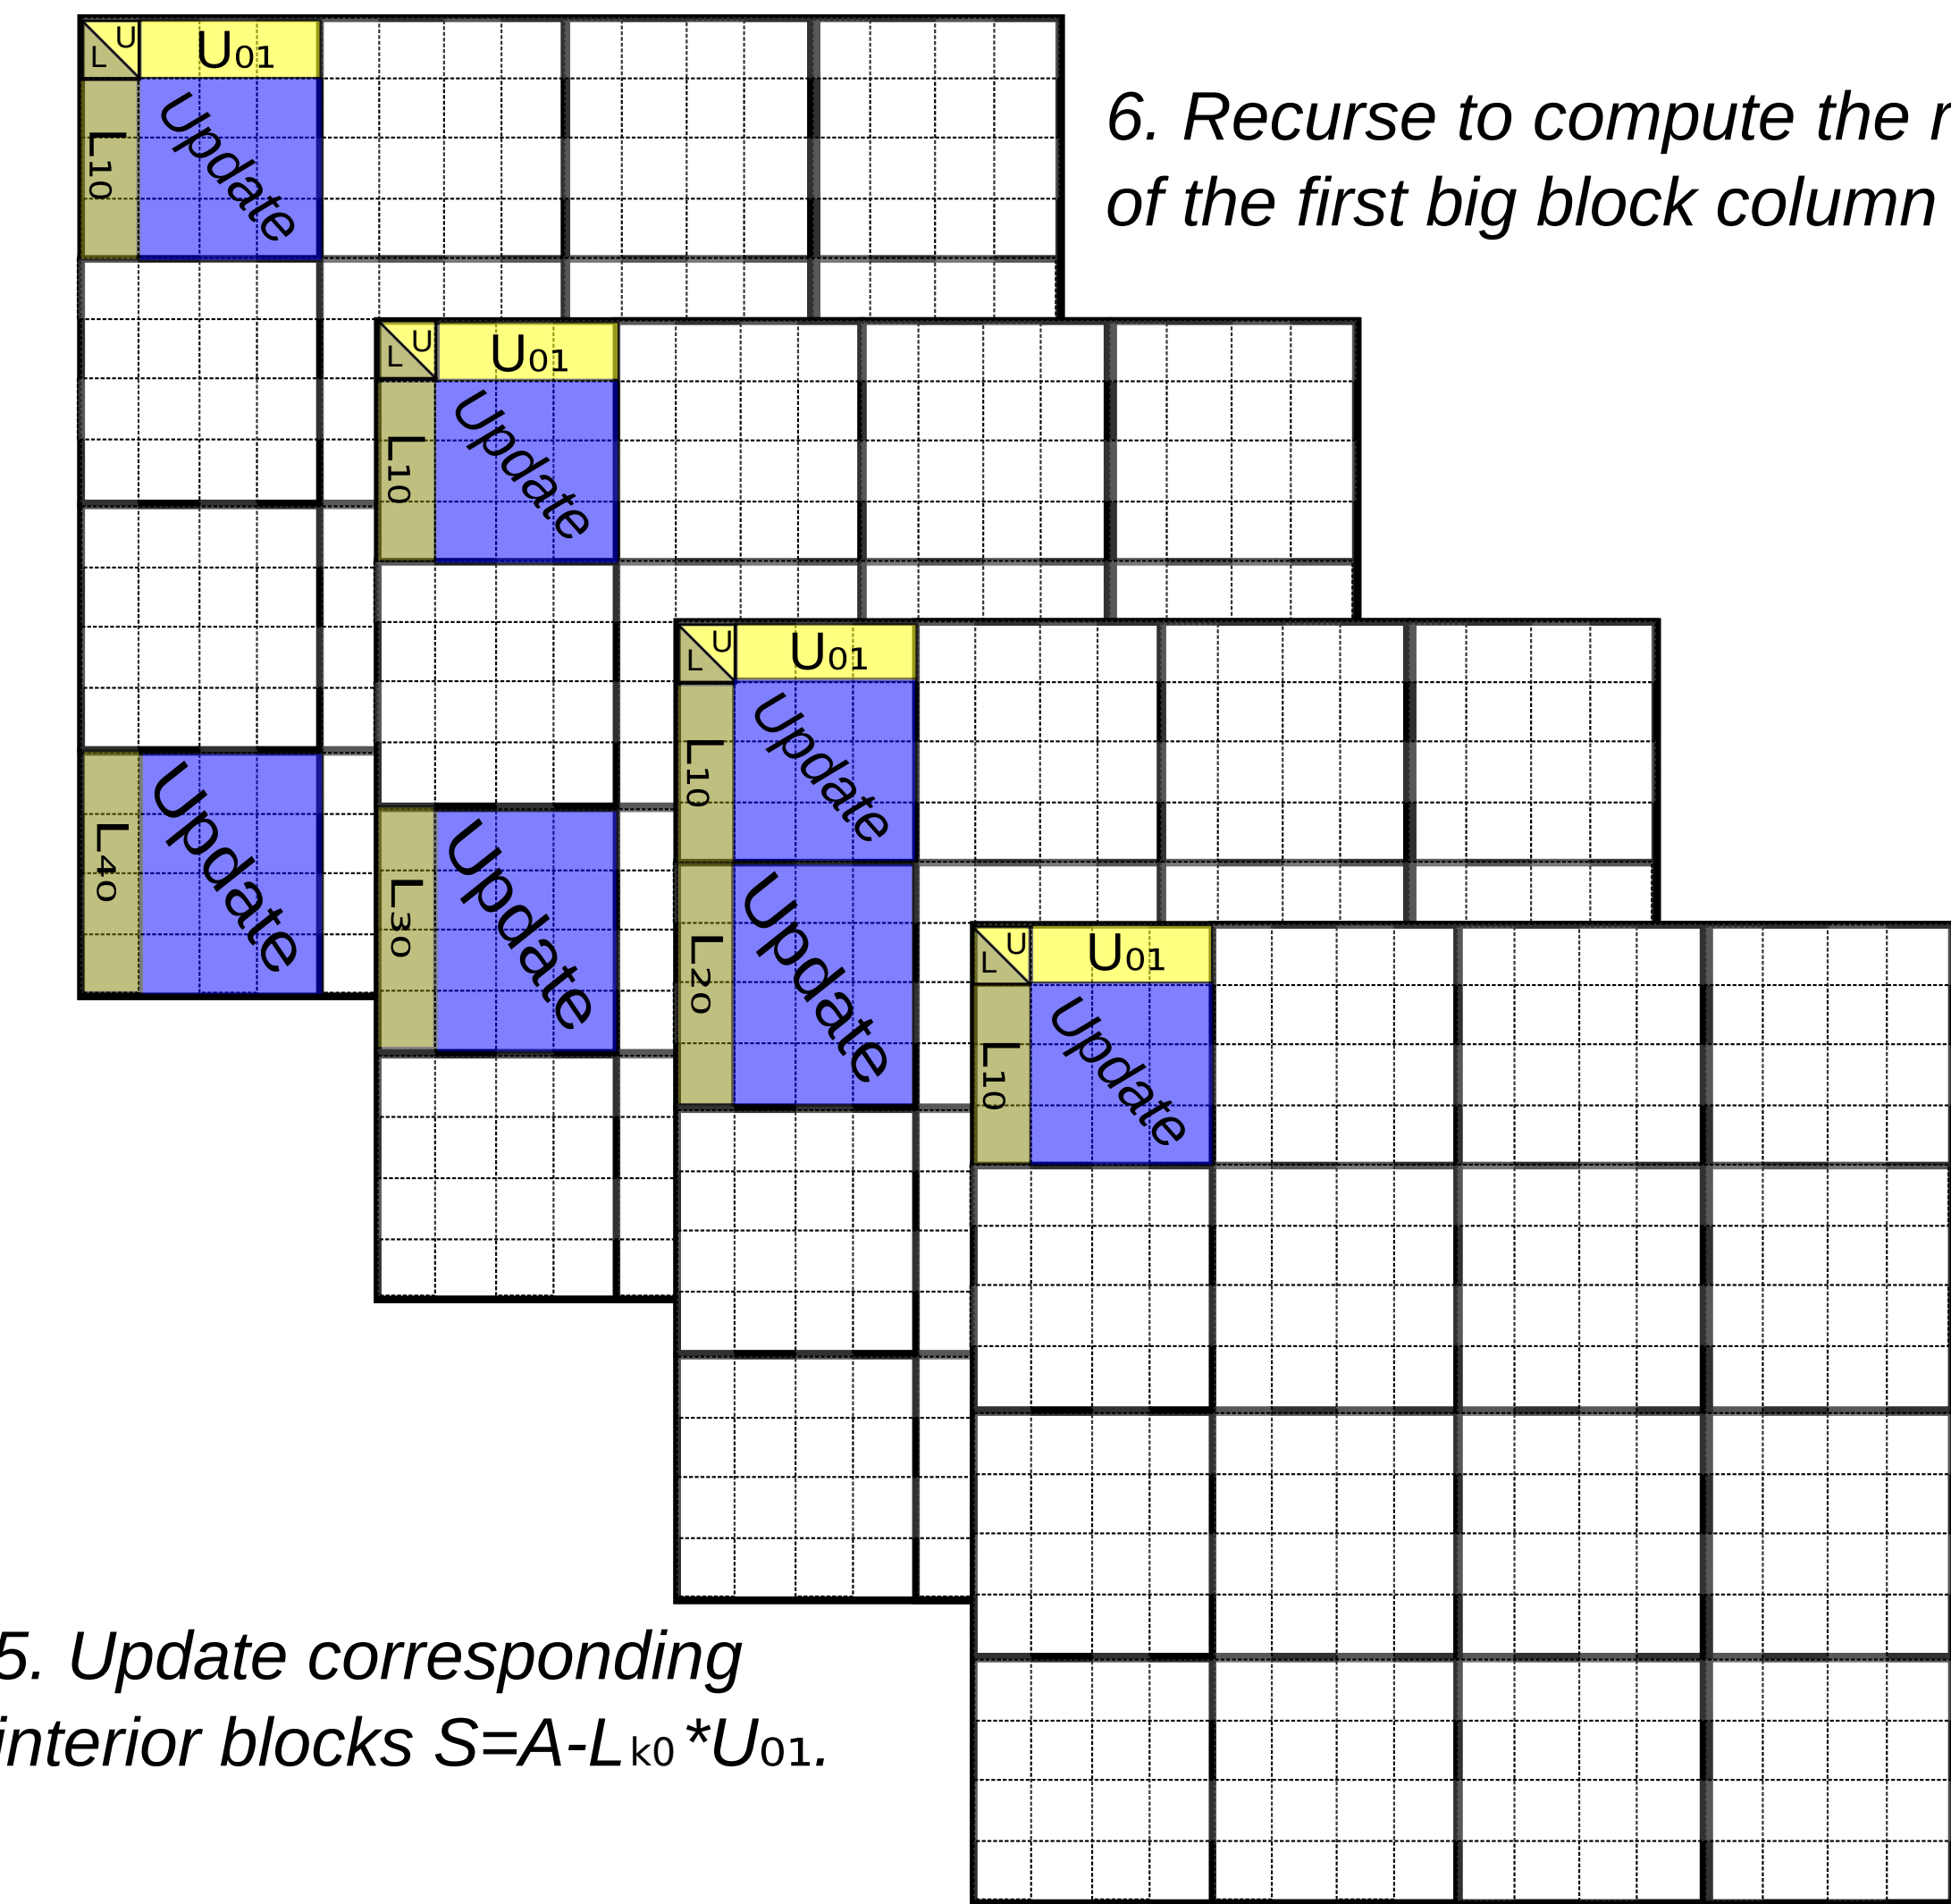 U
L
U01
L10
Update
6. Recurse to compute the
of the first big block column
U
L
U01
L10
Update
U
L
U01
L10
Update
L40
Update
L30
Update
L20
Update
U
L
U01
L10
Update
5. Update corresponding
interior blocks S=A-Lk0*U01.